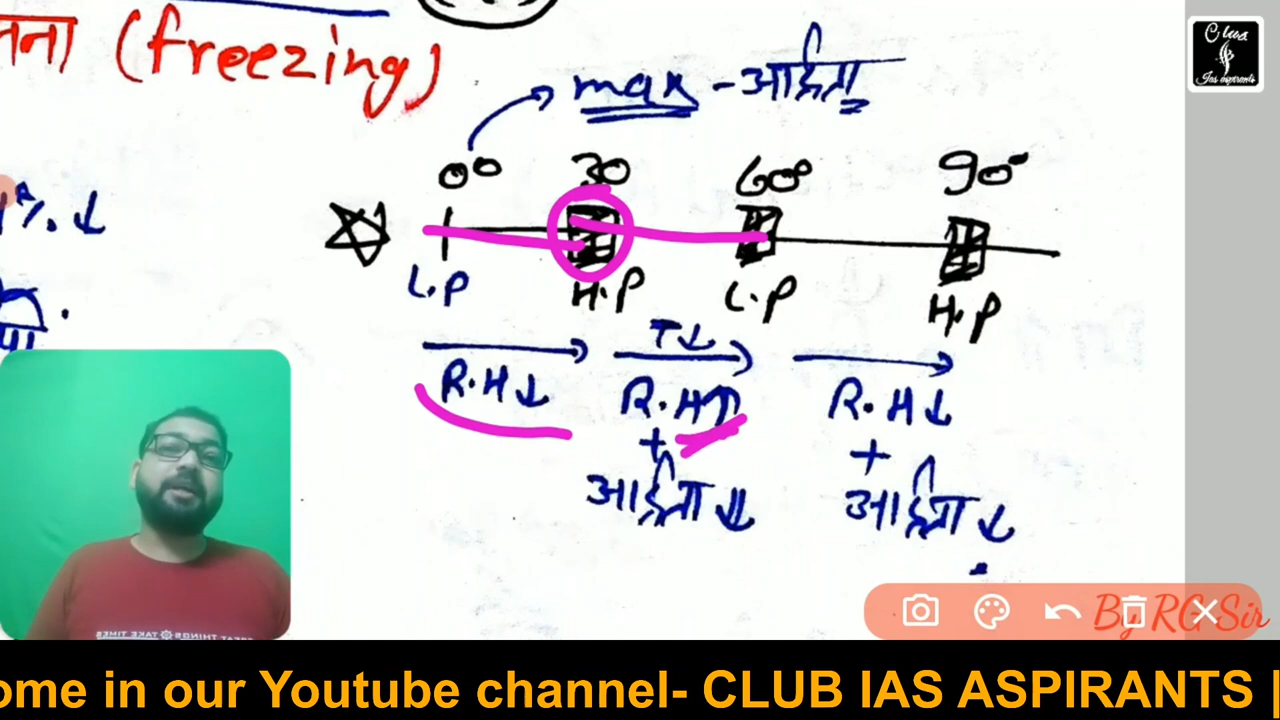 (freezing)
max - आर्द्रता
0° 30 60° 90°
% ↓
L.P H.P L.P H.P
T↓
R.H↓ R.H↑ R.H↓
+ +
आर्द्रता ↓ आर्द्रता ↓
Club
Ias aspirants
By RG Sir
ome in our Youtube channel- CLUB IAS ASPIRANTS |